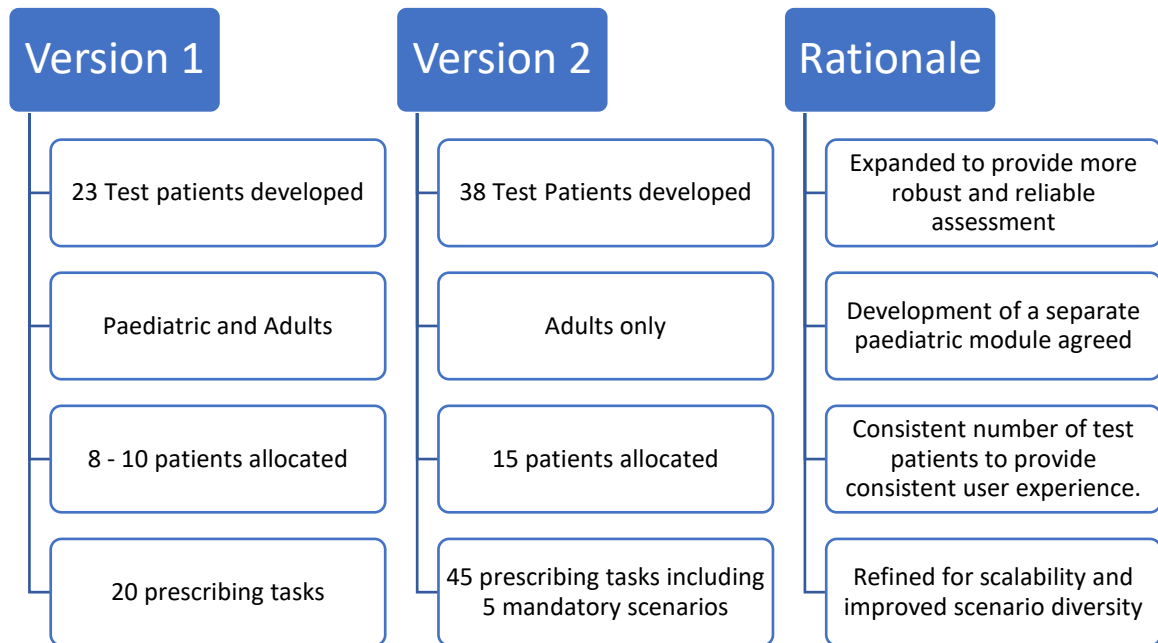 Version 1
23 Test patients developed
Paediatric and Adults
8 - 10 patients allocated
20 prescribing tasks
Version 2
38 Test Patients developed
Adults only
15 patients allocated
45 prescribing tasks including
5 mandatory scenarios
Rationale
Expanded to provide more
robust and reliable
assessment
Development of a separate
paediatric module agreed
Consistent number of test
patients to provide
consistent user experience.
Refined for scalability and
improved scenario diversity